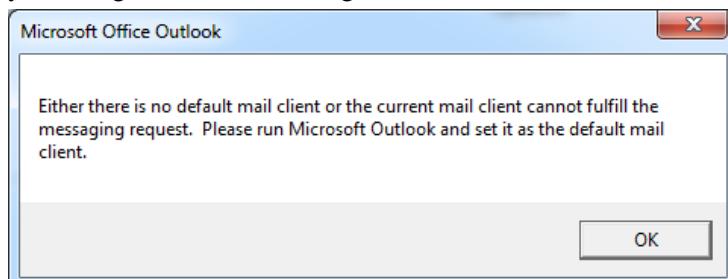 Microsoft Office Outlook
Either there is no default mail client or the current mail client cannot fulfill the
messaging request.  Please run Microsoft Outlook and set it as the default mail
client.
OK